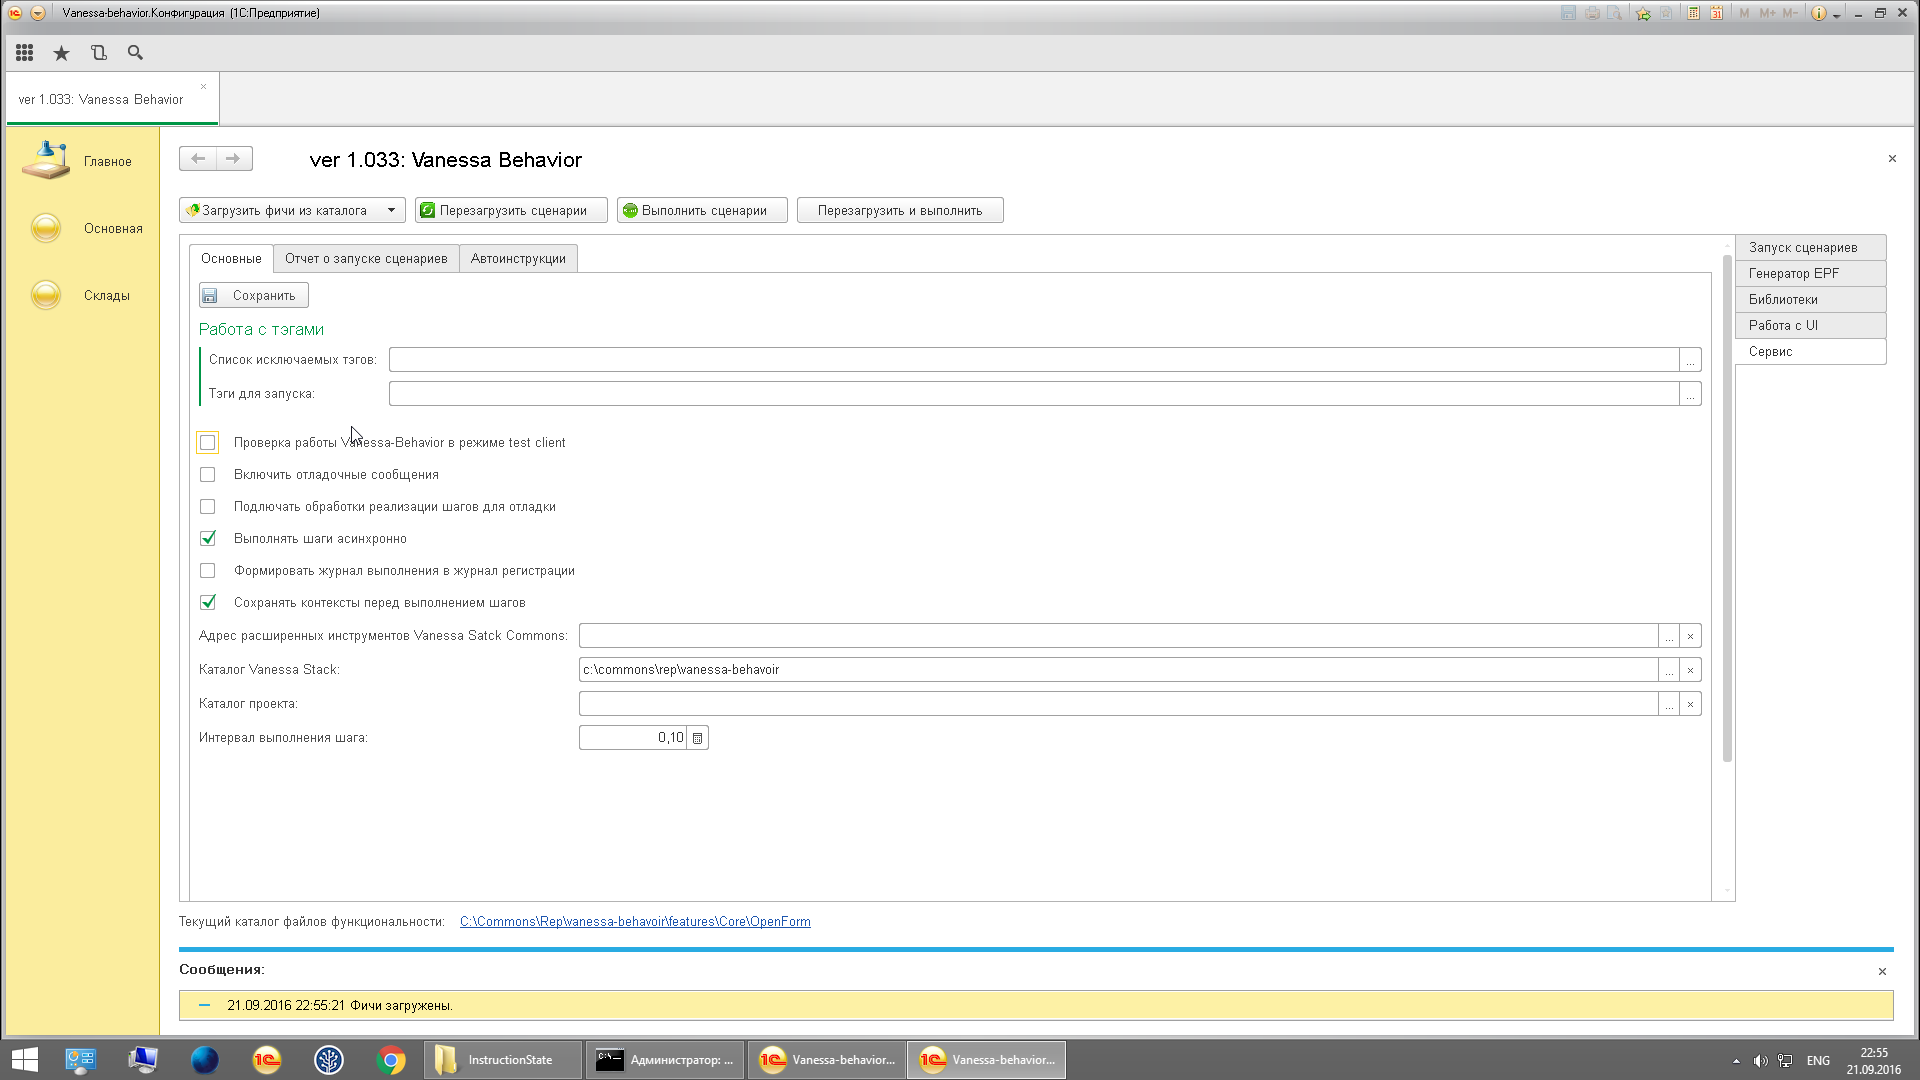 Vanessa-behavior.Конфигурация (1С:Предприятие)
M M+ M-
ver 1.033: Vanessa Behavior
Главное
Основная
Склады
ver 1.033: Vanessa Behavior
Загрузить фичи из каталога
Перезагрузить сценарии
Выполнить сценарии
Перезагрузить и выполнить
Основные
Отчет о запуске сценариев
Автоинструкции
Запуск сценариев
Генератор EPF
Библиотеки
Работа с UI
Сервис
Сохранить
Работа с тэгами
Список исключаемых тэгов:
...
Тэги для запуска:
...
Проверка работы Vanessa-Behavior в режиме test client
Включить отладочные сообщения
Подлючать обработки реализации шагов для отладки
Выполнять шаги асинхронно
Формировать журнал выполнения в журнал регистрации
Сохранять контексты перед выполнением шагов
Адрес расширенных инструментов Vanessa Satck Commons:
...
Каталог Vanessa Stack:
c:\commons\rep\vanessa-behavoir
...
Каталог проекта:
...
Интервал выполнения шага:
0,10
Текущий каталог файлов функциональности:
C:\Commons\Rep\vanessa-behavoir\features\Core\OpenForm
Сообщения:
21.09.2016 22:55:21 Фичи загружены.
InstructionState
Администратор: ...
Vanessa-behavior...
Vanessa-behavior...
ENG
22:55
21.09.2016